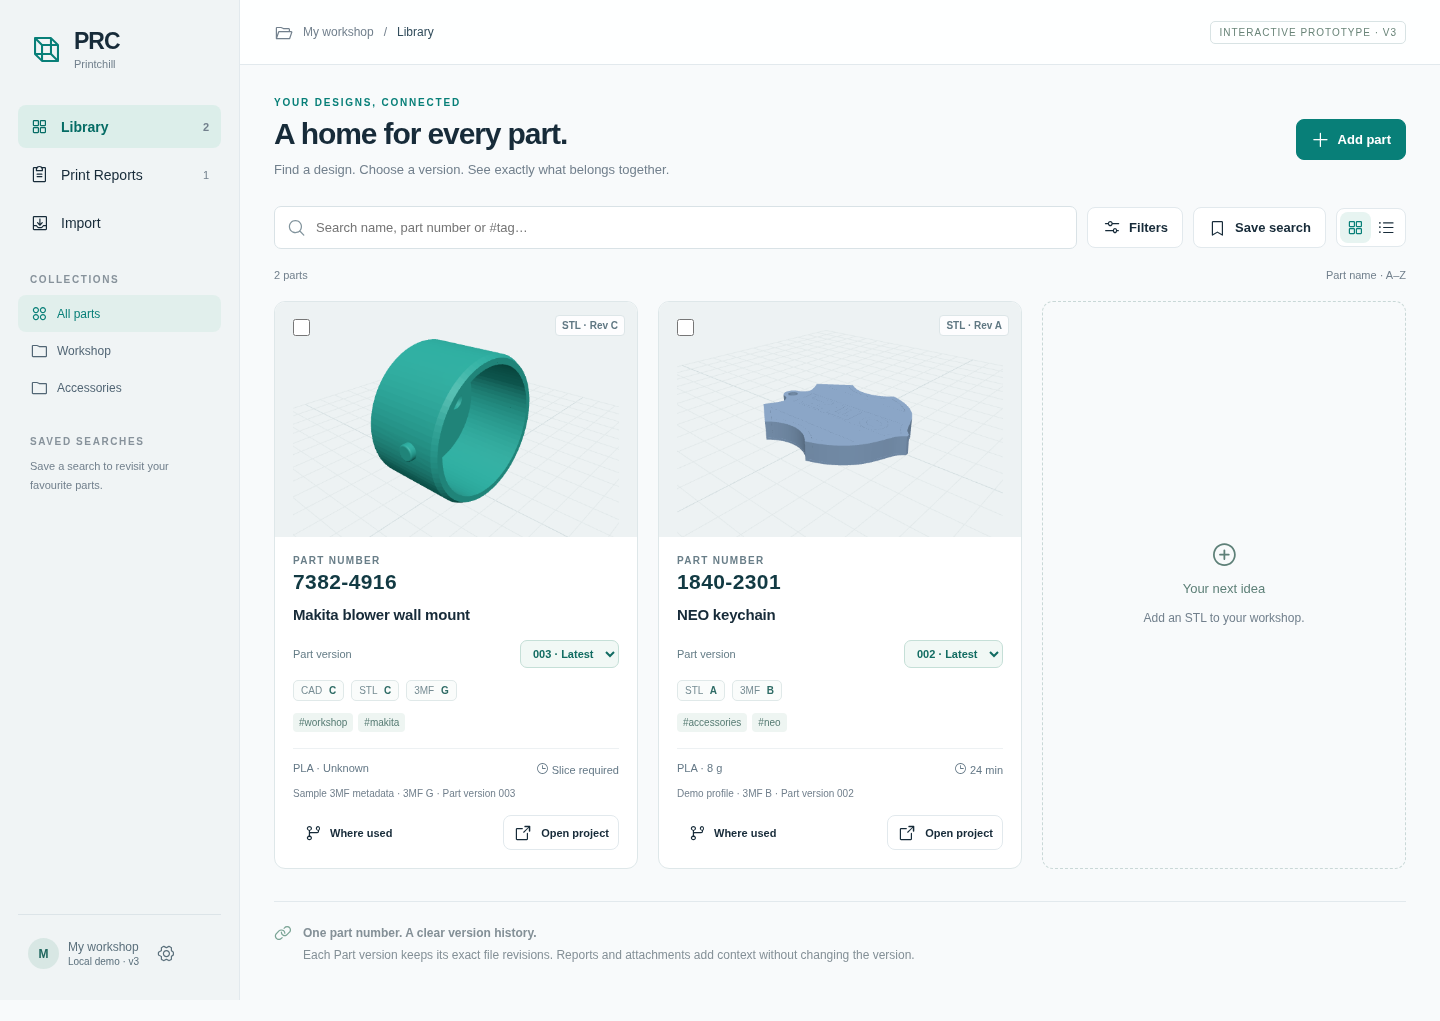 PRC
Printchill
Library 2
Print Reports 1
Import
COLLECTIONS
All parts
Workshop
Accessories
SAVED SEARCHES
Save a search to revisit your
favourite parts.
M
My workshop
Local demo · v3
My workshop / Library
INTERACTIVE PROTOTYPE · V3
YOUR DESIGNS, CONNECTED
A home for every part.
Find a design. Choose a version. See exactly what belongs together.
Add part
Search name, part number or #tag…
Filters
Save search
2 parts
Part name · A–Z
STL · Rev C
PART NUMBER
7382-4916
Makita blower wall mount
Part version
003 · Latest
CAD C STL C 3MF G
#workshop #makita
PLA · Unknown
Slice required
Sample 3MF metadata · 3MF G · Part version 003
Where used
Open project
STL · Rev A
PART NUMBER
1840-2301
NEO keychain
Part version
002 · Latest
STL A 3MF B
#accessories #neo
PLA · 8 g
24 min
Demo profile · 3MF B · Part version 002
Where used
Open project
Your next idea
Add an STL to your workshop.
One part number. A clear version history.
Each Part version keeps its exact file revisions. Reports and attachments add context without changing the version.